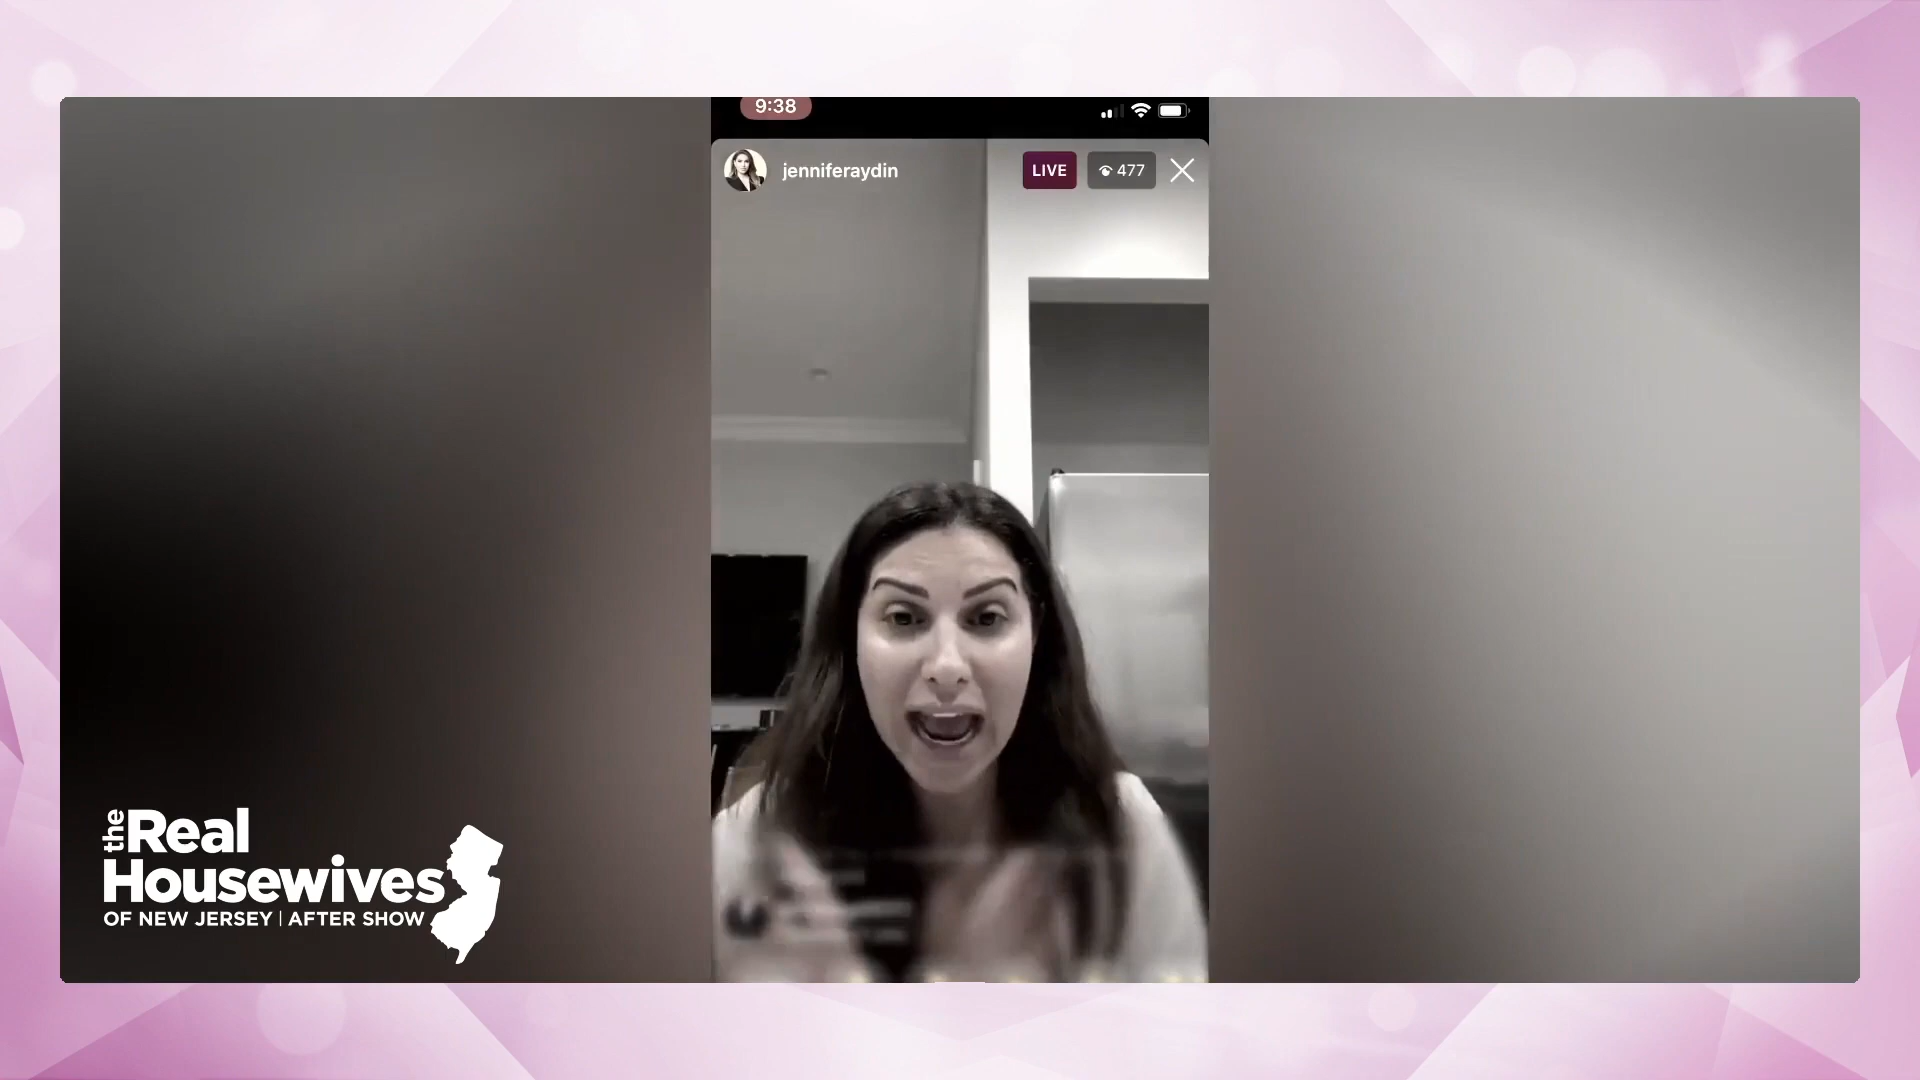 9:38
jenniferaydin
LIVE
477
the Real
Housewives
OF NEW JERSEY | AFTER SHOW